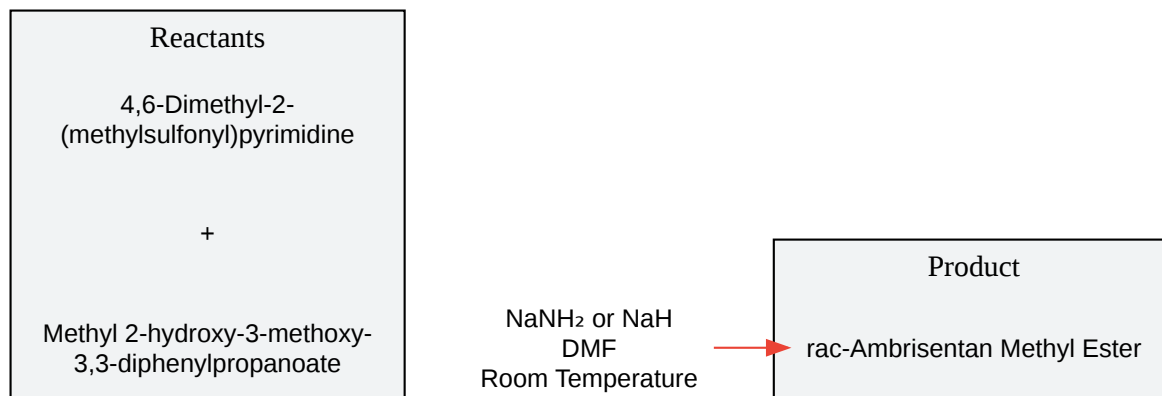 Reactants
4,6-Dimethyl-2-
(methylsulfonyl)pyrimidine
+
Methyl 2-hydroxy-3-methoxy-
3,3-diphenylpropanoate
NaNH₂ or NaH
DMF
Room Temperature
Product
rac-Ambrisentan Methyl Ester